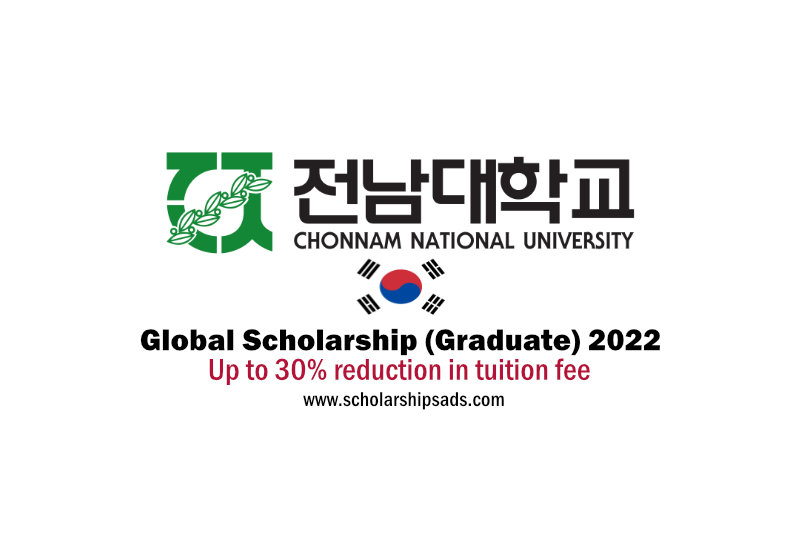 전남대학교
CHONNAM NATIONAL UNIVERSITY
Global Scholarship (Graduate) 2022
Up to 30% reduction in tuition fee
www.scholarshipsads.com